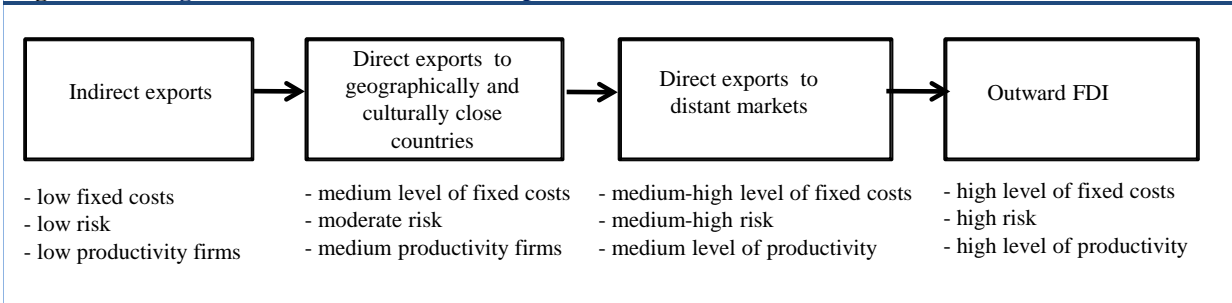 Indirect exports
Direct exports to
geographically and
culturally close
countries
Direct exports to
distant markets
Outward FDI
- low fixed costs
- low risk
- low productivity firms
- medium level of fixed costs
- moderate risk
- medium productivity firms
- medium-high level of fixed costs
- medium-high risk
- medium level of productivity
- high level of fixed costs
- high risk
- high level of productivity